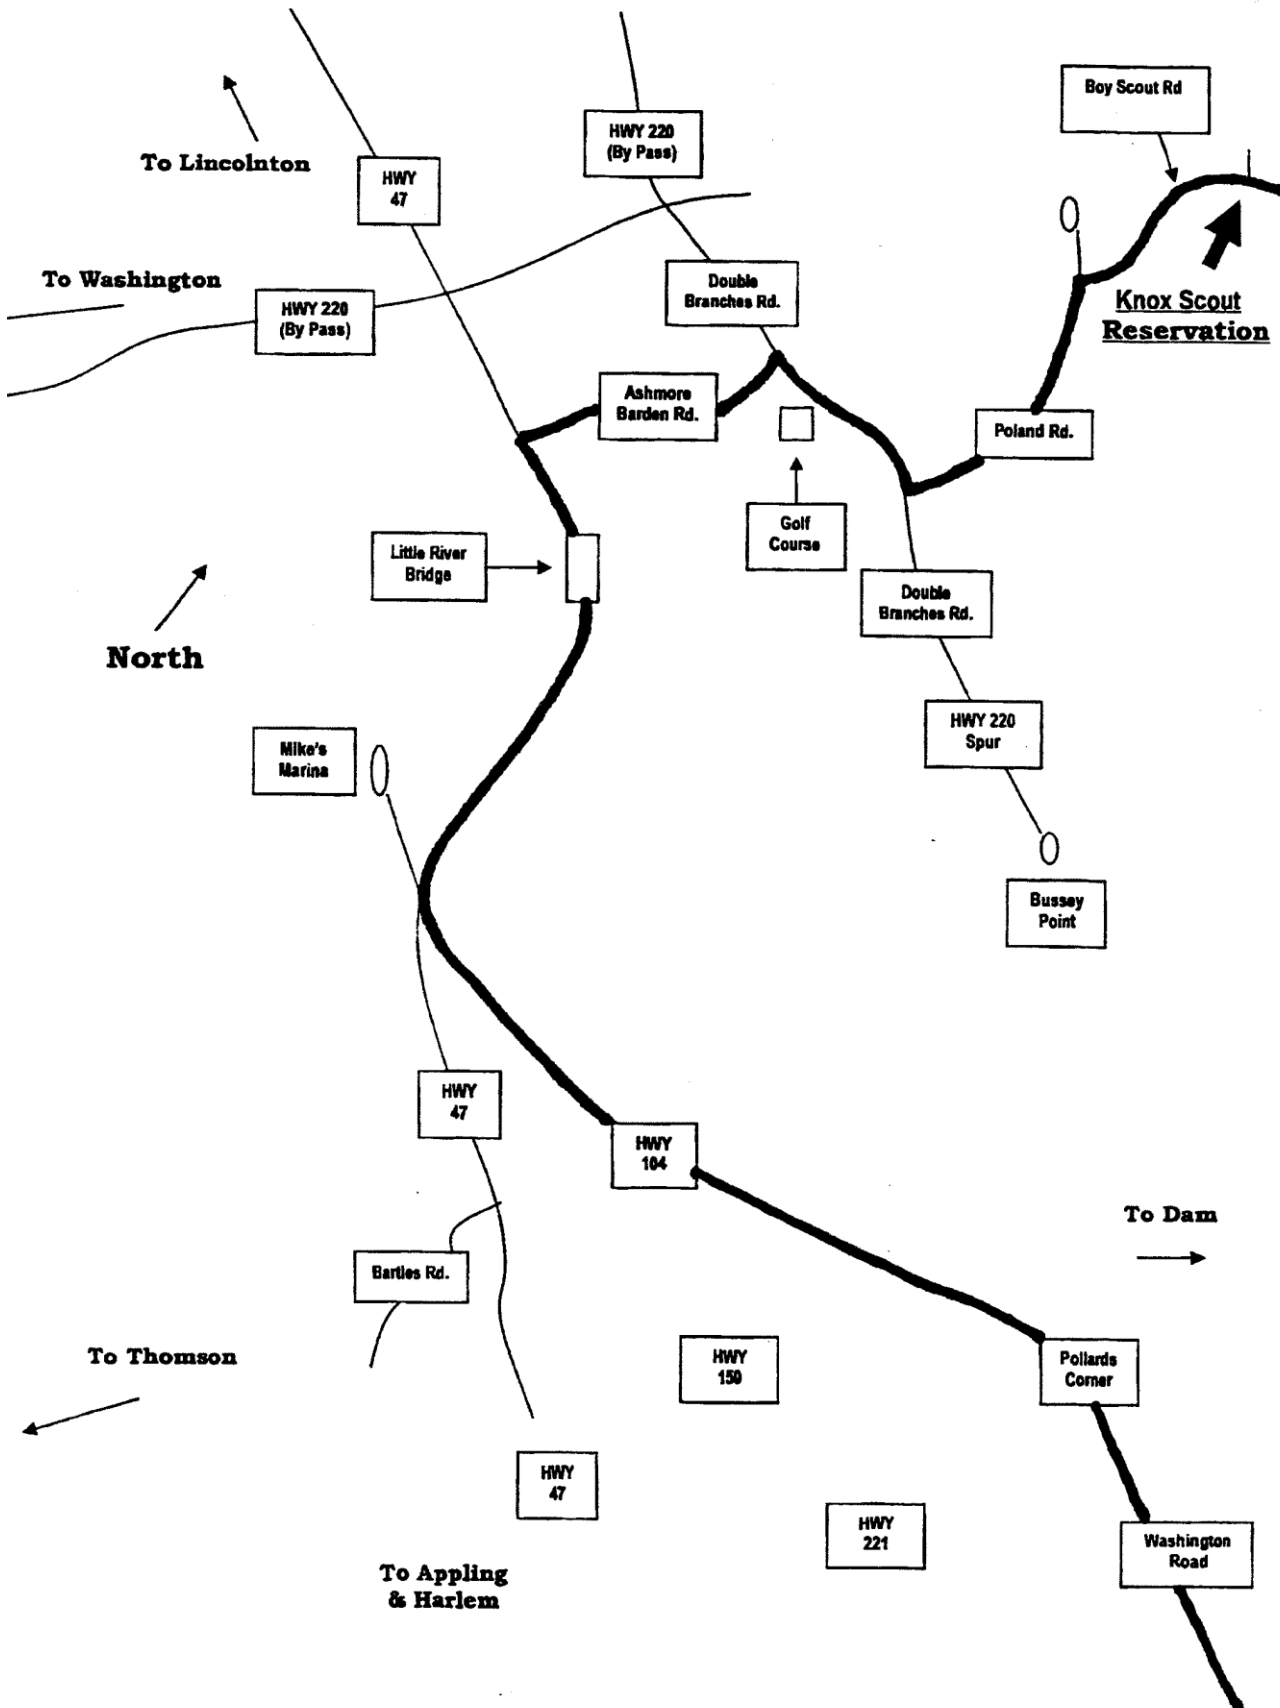 Boy Scout Rd
HWY 220
(By Pass)
To Lincolnton
HWY
47
To Washington
HWY 220
(By Pass)
Double
Branches Rd.
Knox Scout
Reservation
Ashmore
Barden Rd.
Poland Rd.
Golf
Course
Little River
Bridge
Double
Branches Rd.
North
HWY 220
Spur
Mike's
Marina
Bussey
Point
HWY
47
HWY
104
To Dam
Bartles Rd.
To Thomson
HWY
150
Pollards
Corner
HWY
47
HWY
221
Washington
Road
To Appling
& Harlem